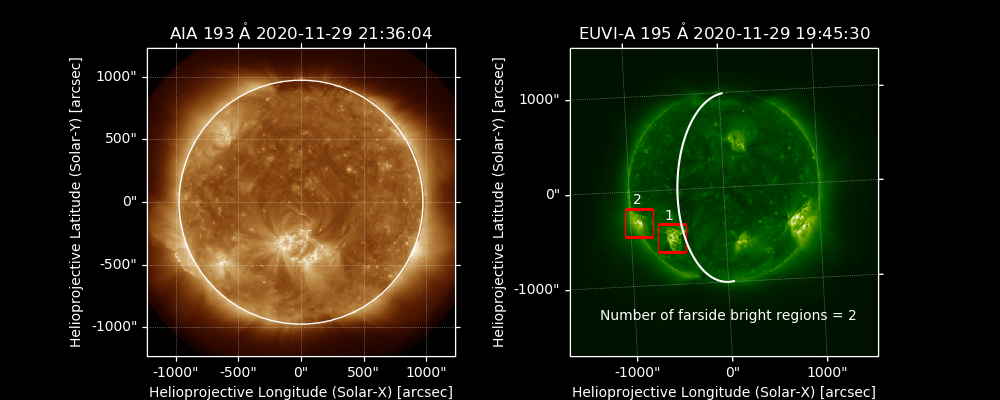 AIA 193 Å 2020-11-29 21:36:04
Helioprojective Latitude (Solar-Y) [arcsec]
1000"
500"
0"
-500"
-1000"
-1000" -500" 0" 500" 1000"
Helioprojective Longitude (Solar-X) [arcsec]
EUVI-A 195 Å 2020-11-29 19:45:30
Helioprojective Latitude (Solar-Y) [arcsec]
1000"
0"
-1000"
2
1
Number of farside bright regions = 2
-1000" 0" 1000"
Helioprojective Longitude (Solar-X) [arcsec]